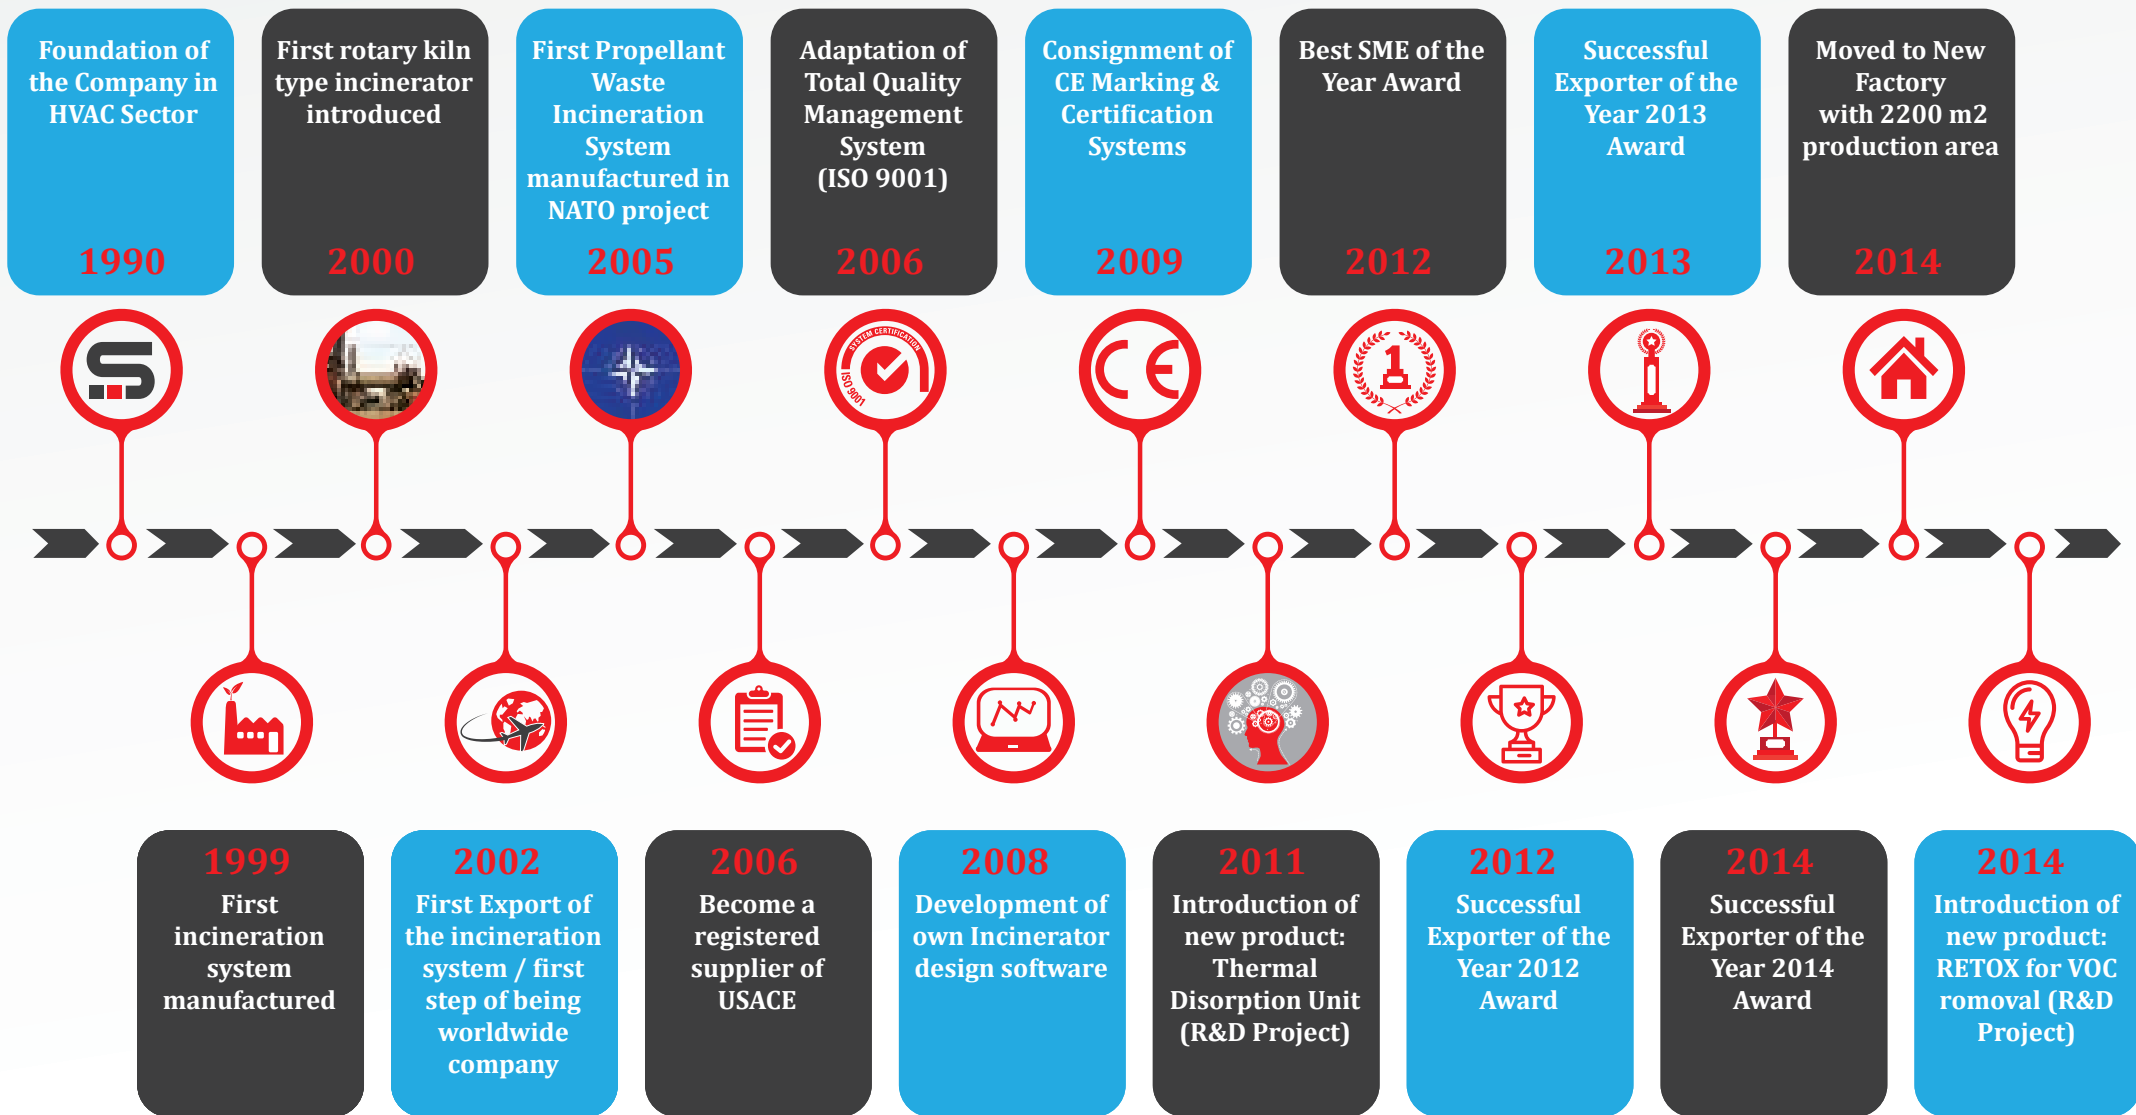 Foundation of
the Company in
HVAC Sector
1990
First rotary kiln
type incinerator
introduced
2000
First Propellant
Waste
Incineration
System
manufactured in
NATO project
2005
Adaptation of
Total Quality
Management
System
(ISO 9001)
2006
Consignment of
CE Marking &
Certification
Systems
2009
Best SME of the
Year Award
2012
Successful
Exporter of the
Year 2013
Award
2013
Moved to New
Factory
with 2200 m2
production area
2014
SYSTEM CERTIFICATION
ISO 9001
CE
1
1999
First
incineration
system
manufactured
2002
First Export of
the incineration
system / first
step of being
worldwide
company
2006
Become a
registered
supplier of
USACE
2008
Development of
own Incinerator
design software
2011
Introduction of
new product:
Thermal
Disorption Unit
(R&D Project)
2012
Successful
Exporter of the
Year 2012
Award
2014
Successful
Exporter of the
Year 2014
Award
2014
Introduction of
new product:
RETOX for VOC
romoval (R&D
Project)